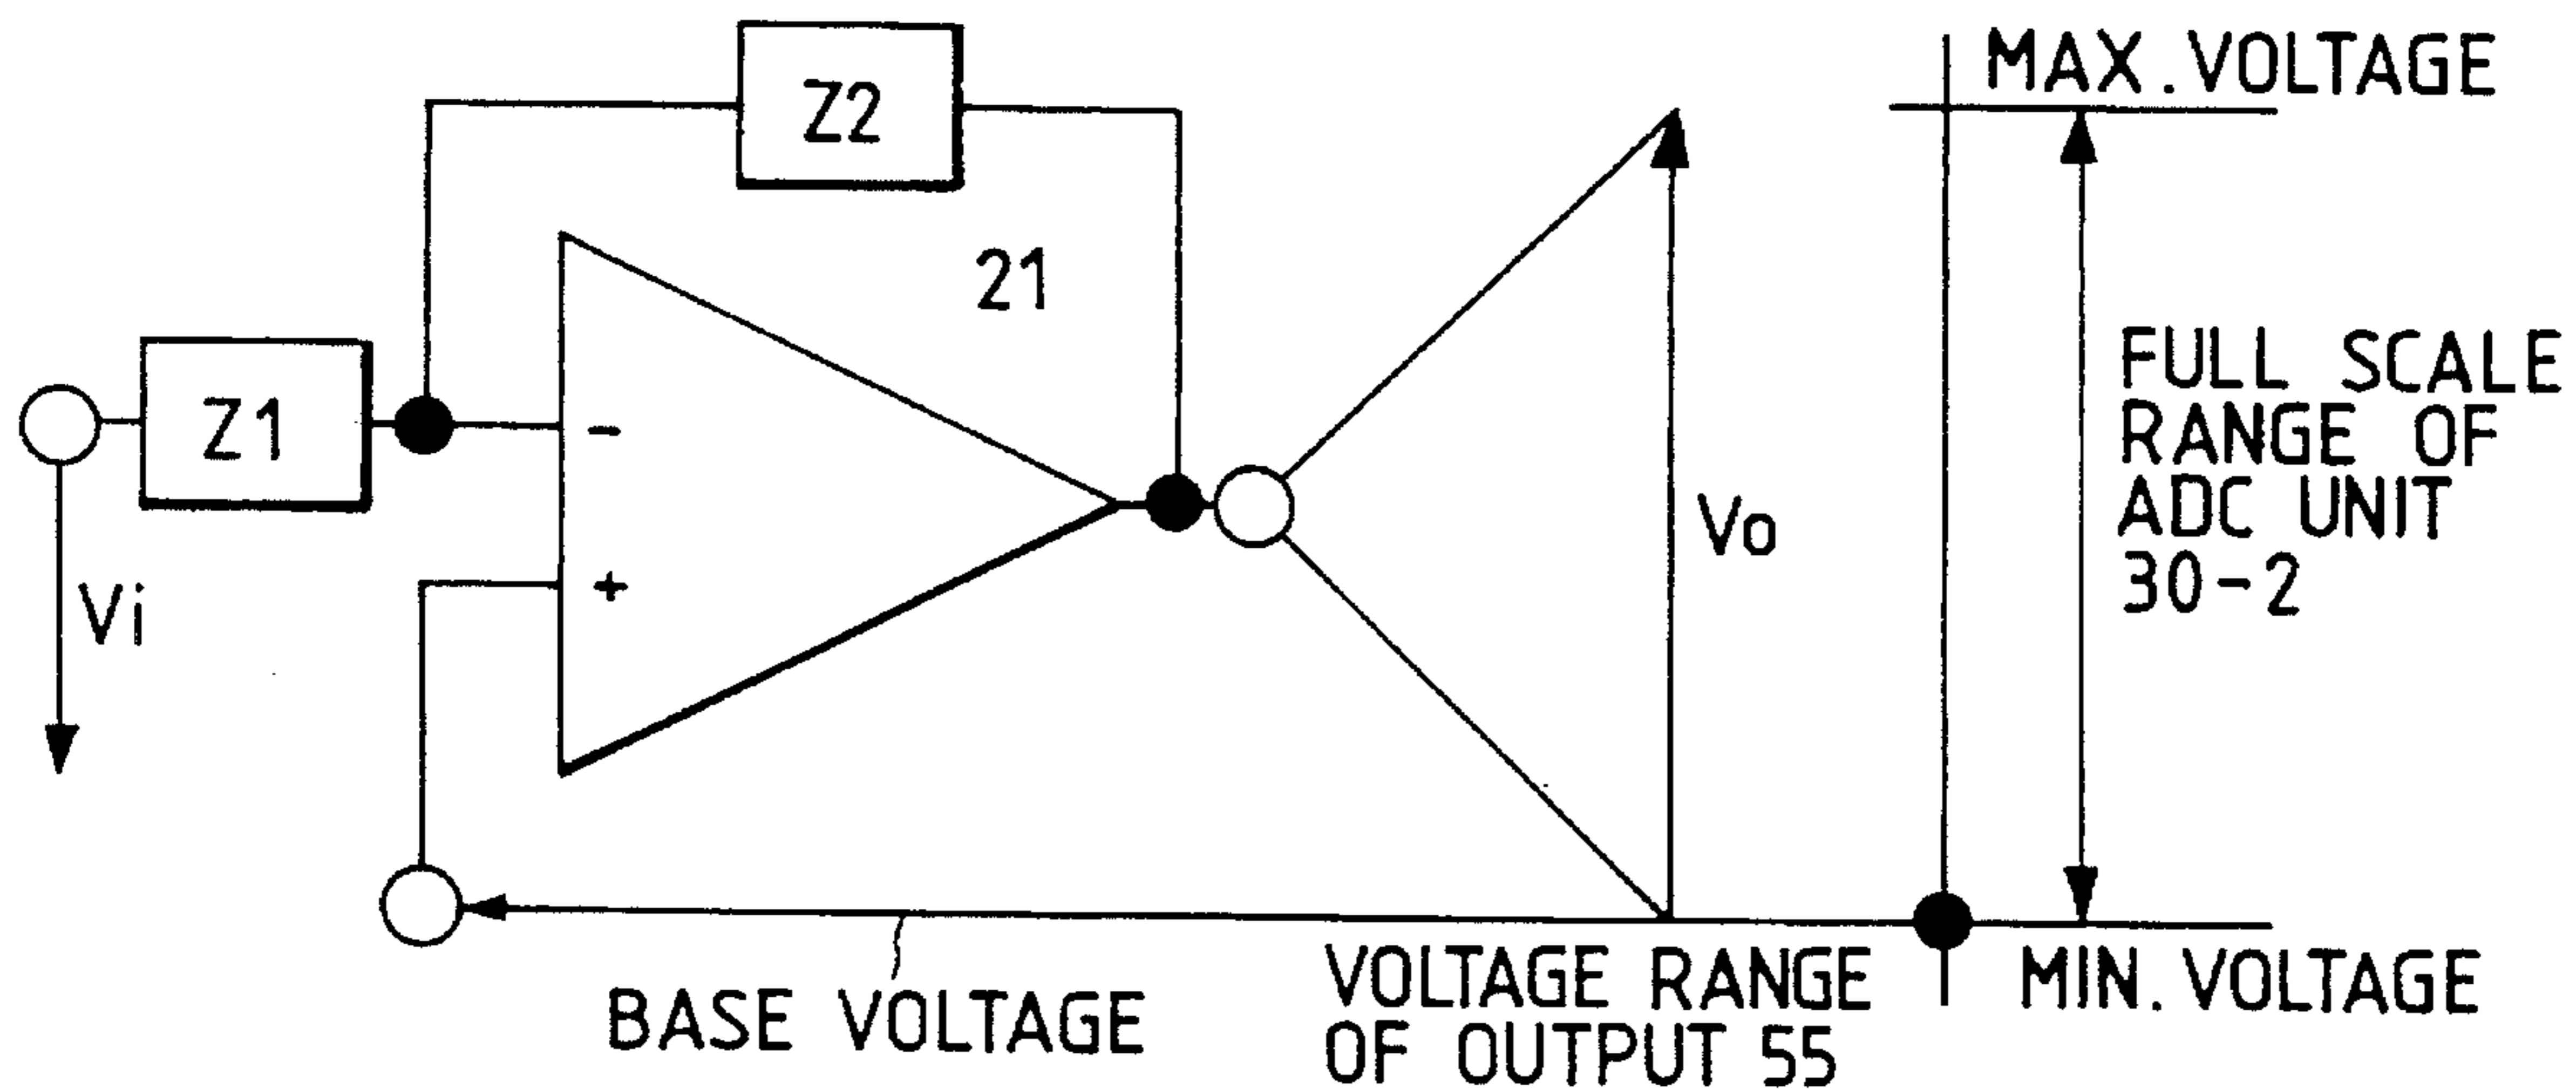 Z2
MAX. VOLTAGE
21
Z1
-
+
Vi
Vo
FULL SCALE
RANGE OF
ADC UNIT
30-2
BASE VOLTAGE
VOLTAGE RANGE
OF OUTPUT 55
MIN. VOLTAGE